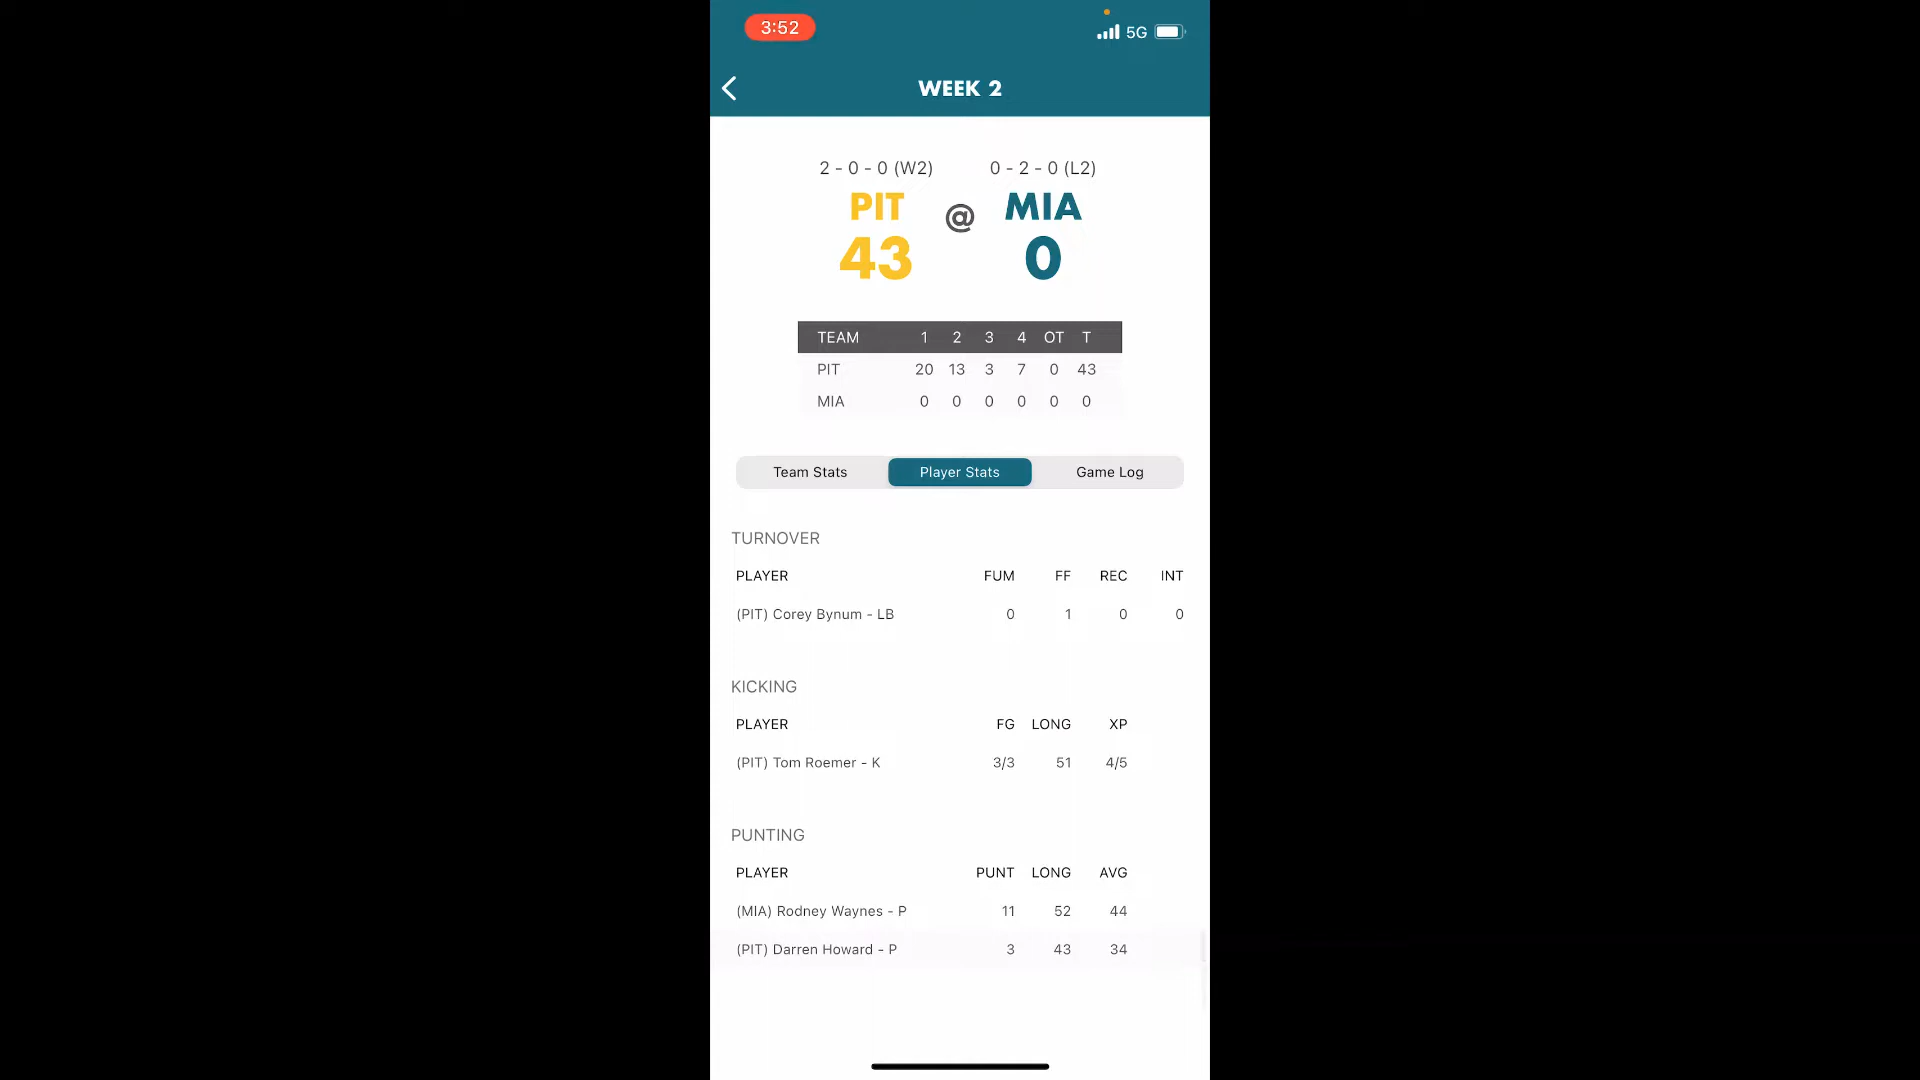 3:52
5G
WEEK 2
2 - 0 - 0 (W2) 0 - 2 - 0 (L2)
PIT @ MIA
43 0
TEAM 1 2 3 4 OT T
PIT 20 13 3 7 0 43
MIA 0 0 0 0 0 0
Team Stats Player Stats Game Log
TURNOVER
PLAYER FUM FF REC INT
(PIT) Corey Bynum - LB 0 1 0 0
KICKING
PLAYER FG LONG XP
(PIT) Tom Roemer - K 3/3 51 4/5
PUNTING
PLAYER PUNT LONG AVG
(MIA) Rodney Waynes - P 11 52 44
(PIT) Darren Howard - P 3 43 34